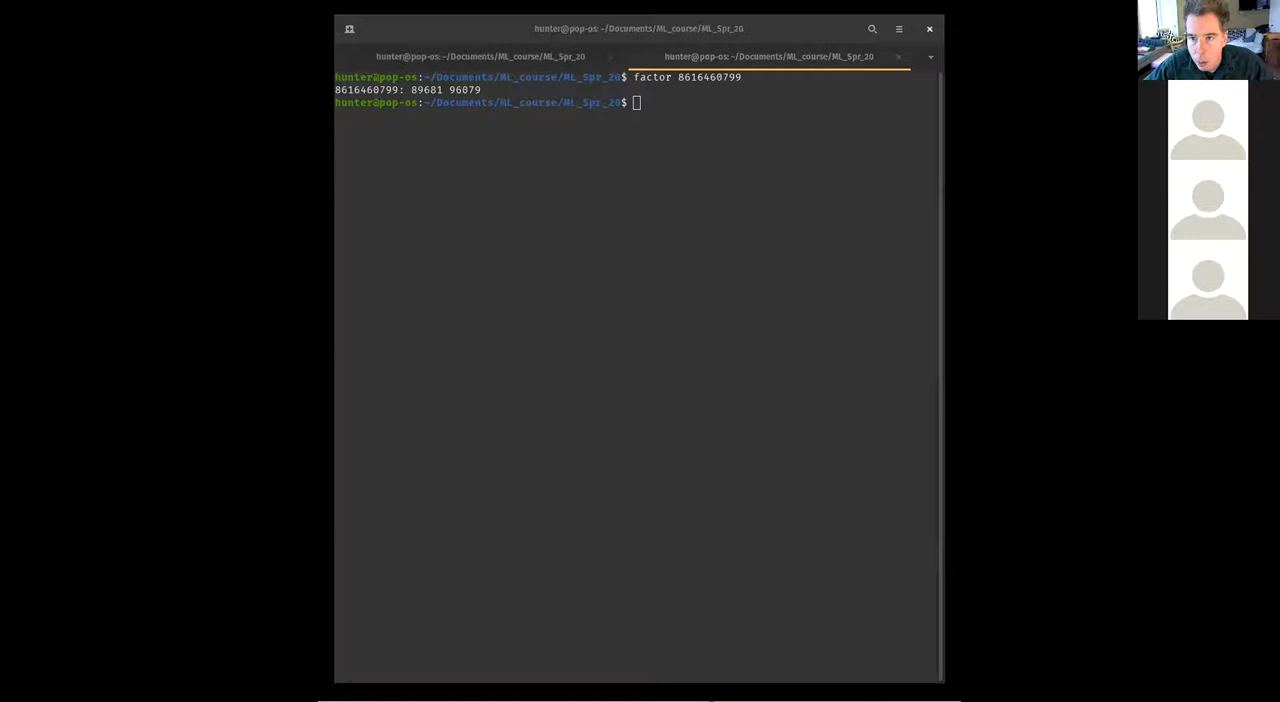 hunter@pop-os: ~/Documents/ML_course/ML_Spr_20
hunter@pop-os: ~/Documents/ML_course/ML_Spr_20
hunter@pop-os: ~/Documents/ML_course/ML_Spr_20
hunter@pop-os:~/Documents/ML_course/ML_Spr_20$ factor 8616460799
8616460799: 89681 96079
hunter@pop-os:~/Documents/ML_course/ML_Spr_20$